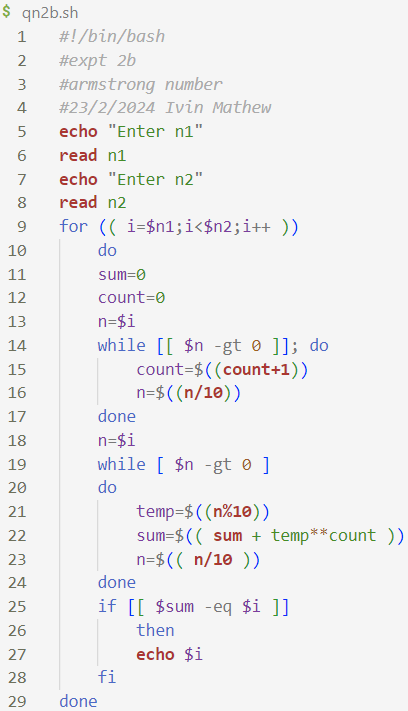 $ qn2b.sh
1 #!/bin/bash
2 #expt 2b
3 #armstrong number
4 #23/2/2024 Ivin Mathew
5 echo "Enter n1"
6 read n1
7 echo "Enter n2"
8 read n2
9 for (( i=$n1;i<$n2;i++ ))
10     do
11     sum=0
12     count=0
13     n=$i
14     while [[ $n -gt 0 ]]; do
15         count=$((count+1))
16         n=$((n/10))
17     done
18     n=$i
19     while [ $n -gt 0 ]
20     do
21         temp=$((n%10))
22         sum=$(( sum + temp**count ))
23         n=$(( n/10 ))
24     done
25     if [[ $sum -eq $i ]]
26         then
27         echo $i
28     fi
29 done